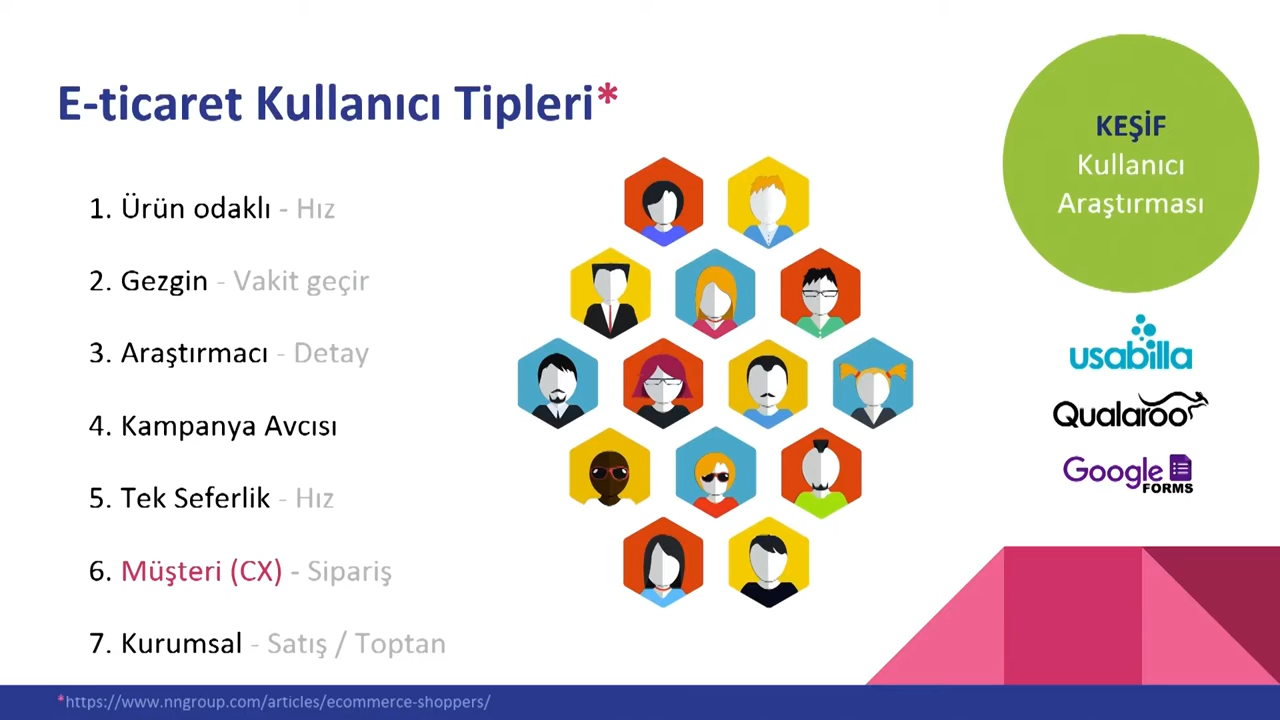 E-ticaret Kullanıcı Tipleri*
1. Ürün odaklı - Hız
2. Gezgin - Vakit geçir
3. Araştırmacı - Detay
4. Kampanya Avcısı
5. Tek Seferlik - Hız
6. Müşteri (CX) - Sipariş
7. Kurumsal - Satış / Toptan
KEŞİF
Kullanıcı
Araştırması
usabilla
Qualaroo
Google
FORMS
*https://www.nngroup.com/articles/ecommerce-shoppers/